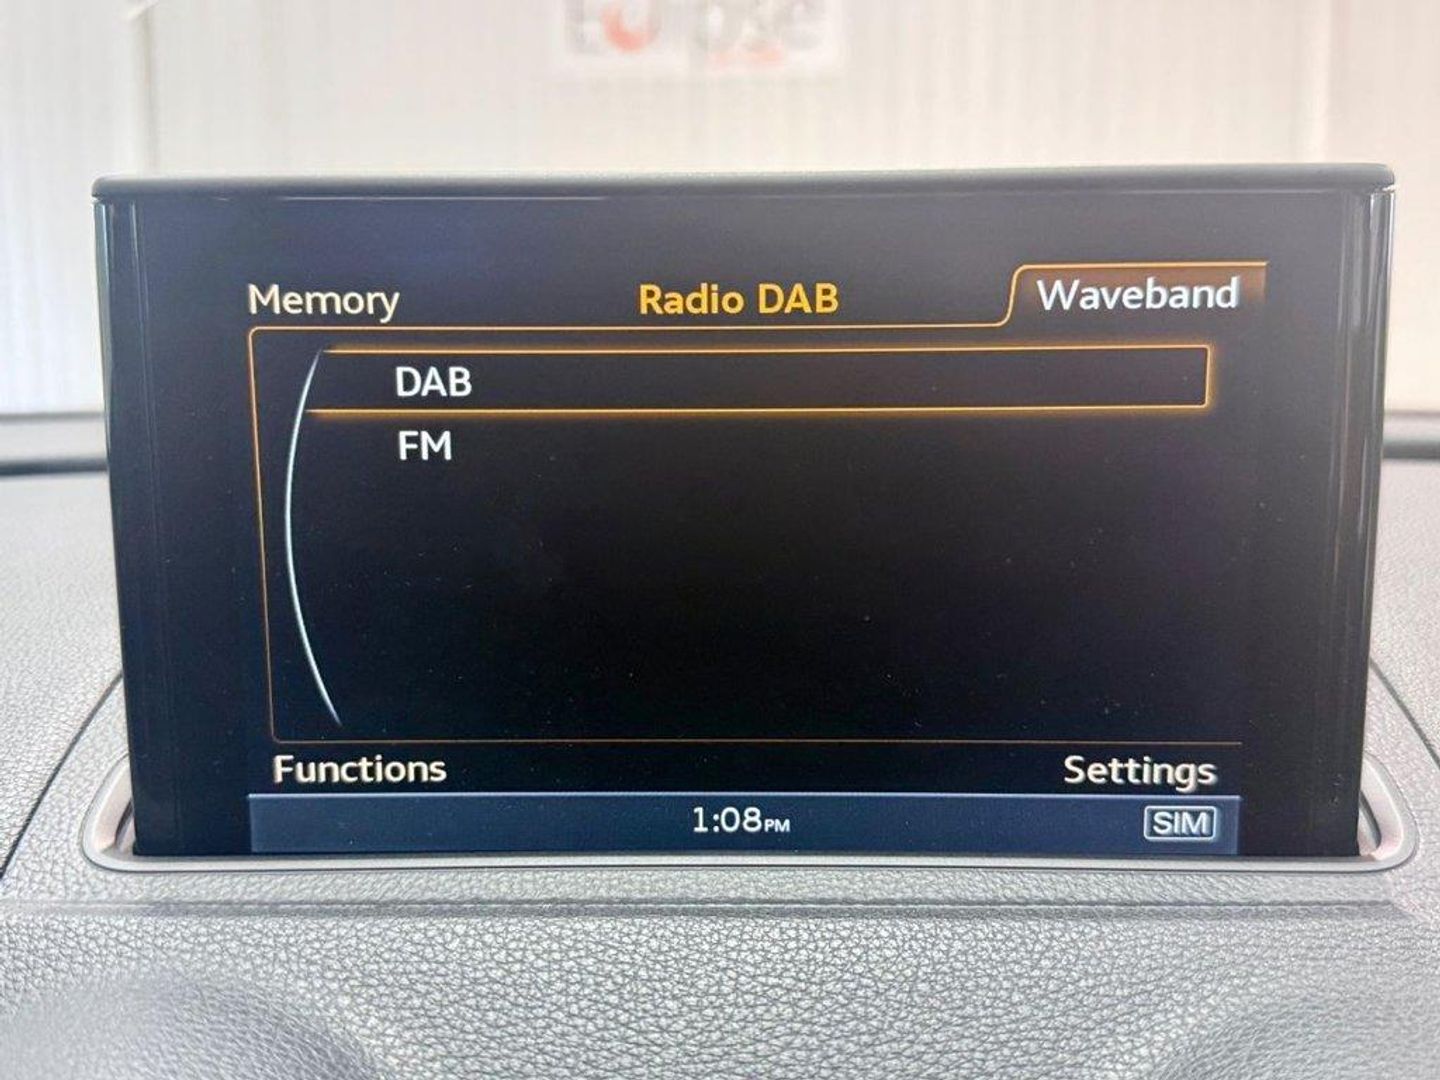 Memory Radio DAB Waveband
DAB
FM
Functions Settings
1:08PM SIM